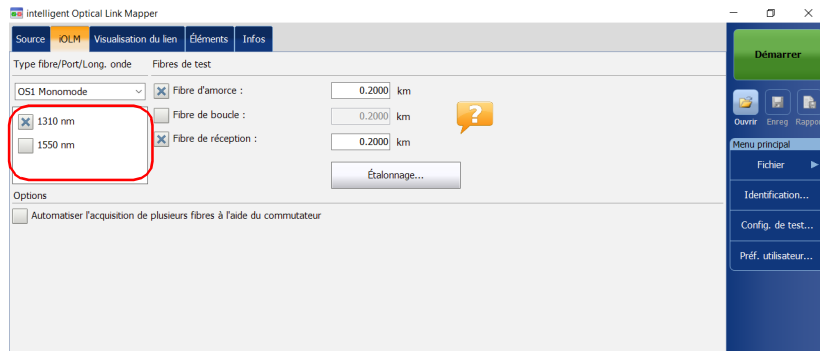 intelligent Optical Link Mapper
Source iOLM Visualisation du lien Éléments Infos
Type fibre/Port/Long. onde Fibres de test
OS1 Monomode Fibre d'amorce : 0.2000 km
1310 nm Fibre de boucle : 0.2000 km
1550 nm Fibre de réception : 0.2000 km
?
Étalonnage...
Options
Automatiser l'acquisition de plusieurs fibres à l'aide du commutateur
Démarrer
Ouvrir Enreg Rappo
Menu principal
Fichier
Identification...
Config. de test...
Préf. utilisateur...